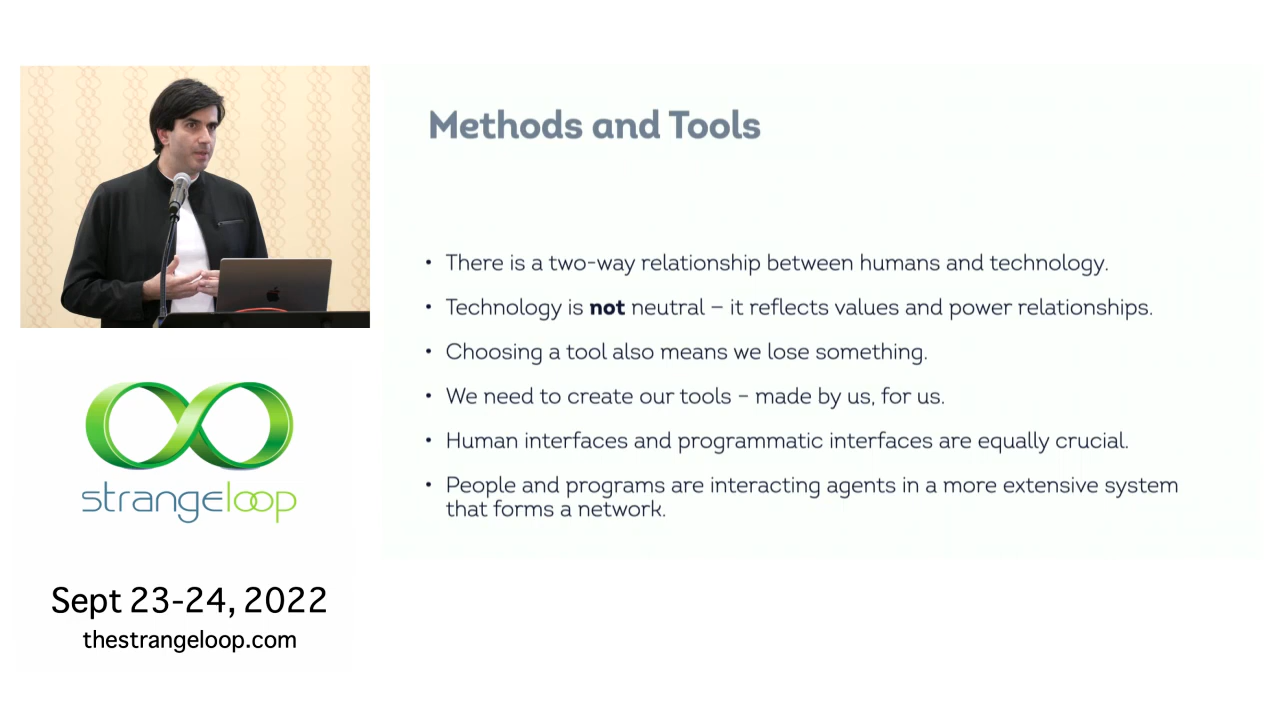 Methods and Tools
• There is a two-way relationship between humans and technology.
• Technology is not neutral – it reflects values and power relationships.
• Choosing a tool also means we lose something.
• We need to create our tools – made by us, for us.
• Human interfaces and programmatic interfaces are equally crucial.
• People and programs are interacting agents in a more extensive system
that forms a network.
strangeloop
Sept 23-24, 2022
thestrangeloop.com